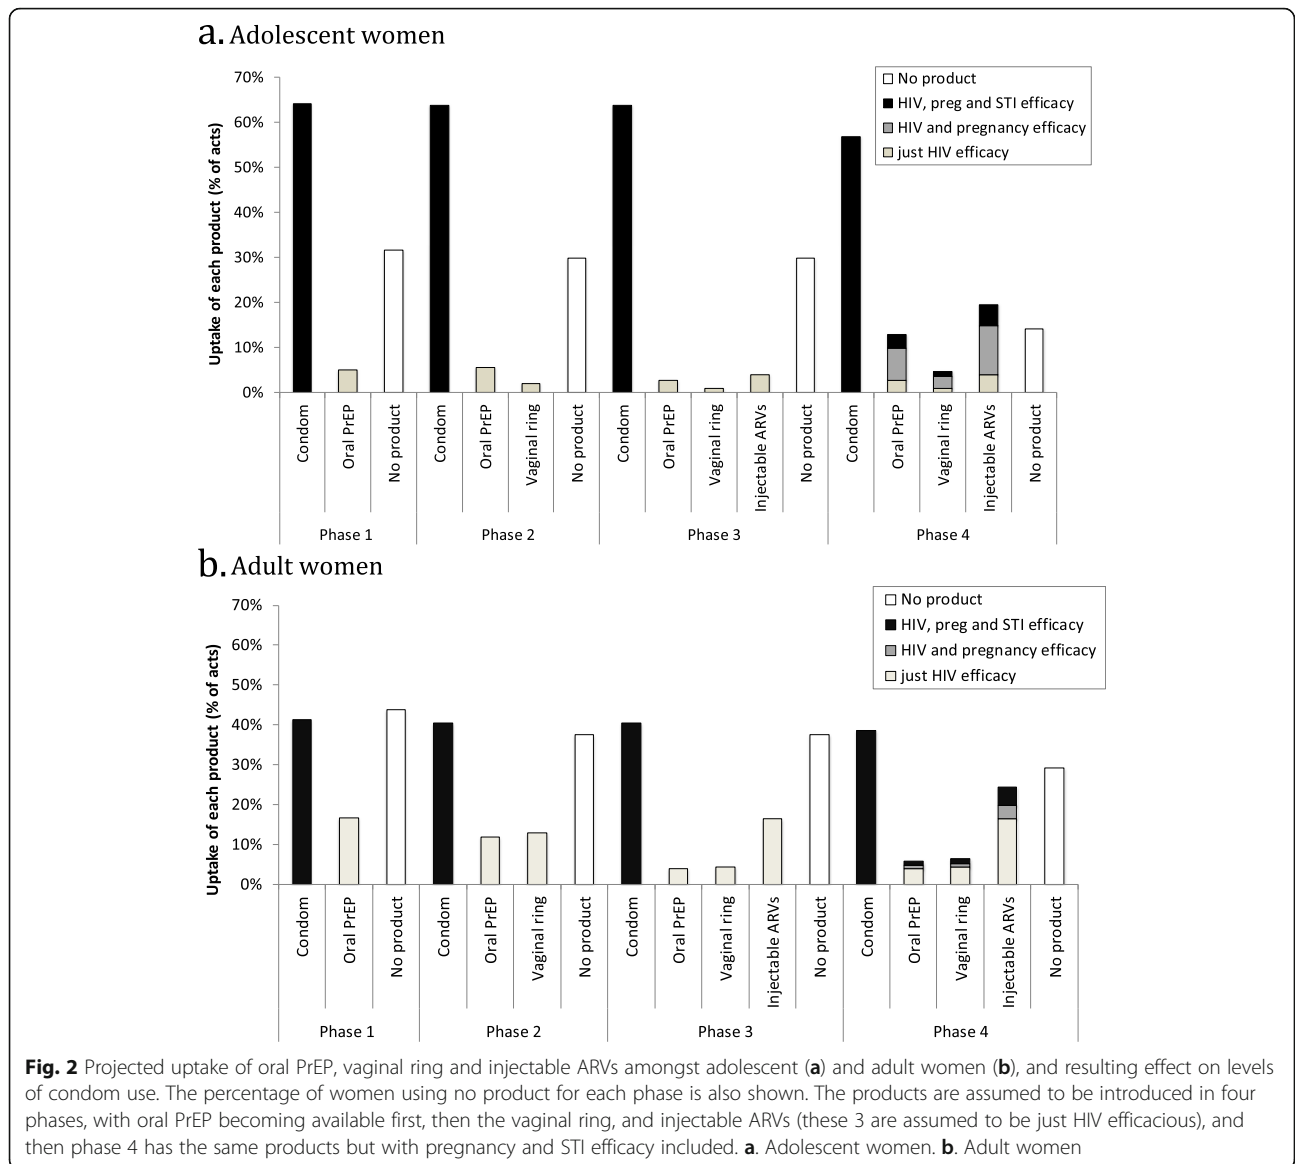 a. Adolescent women
70%
60%
50%
40%
30%
20%
10%
0%
Uptake of each product (% of acts)
No product
HIV, preg and STI efficacy
HIV and pregnancy efficacy
just HIV efficacy
Condom
Oral PrEP
No product
Condom
Oral PrEP
Vaginal ring
No product
Condom
Oral PrEP
Vaginal ring
Injectable ARVs
No product
Condom
Oral PrEP
Vaginal ring
Injectable ARVs
No product
Phase 1
Phase 2
Phase 3
Phase 4
b. Adult women
70%
60%
50%
40%
30%
20%
10%
0%
Uptake of each product (% of acts)
No product
HIV, preg and STI efficacy
HIV and pregnancy efficacy
just HIV efficacy
Condom
Oral PrEP
No product
Condom
Oral PrEP
Vaginal ring
No product
Condom
Oral PrEP
Vaginal ring
Injectable ARVs
No product
Condom
Oral PrEP
Vaginal ring
Injectable ARVs
No product
Phase 1
Phase 2
Phase 3
Phase 4
Fig. 2 Projected uptake of oral PrEP, vaginal ring and injectable ARVs amongst adolescent (a) and adult women (b), and resulting effect on levels
of condom use. The percentage of women using no product for each phase is also shown. The products are assumed to be introduced in four
phases, with oral PrEP becoming available first, then the vaginal ring, and injectable ARVs (these 3 are assumed to be just HIV efficacious), and
then phase 4 has the same products but with pregnancy and STI efficacy included. a. Adolescent women. b. Adult women